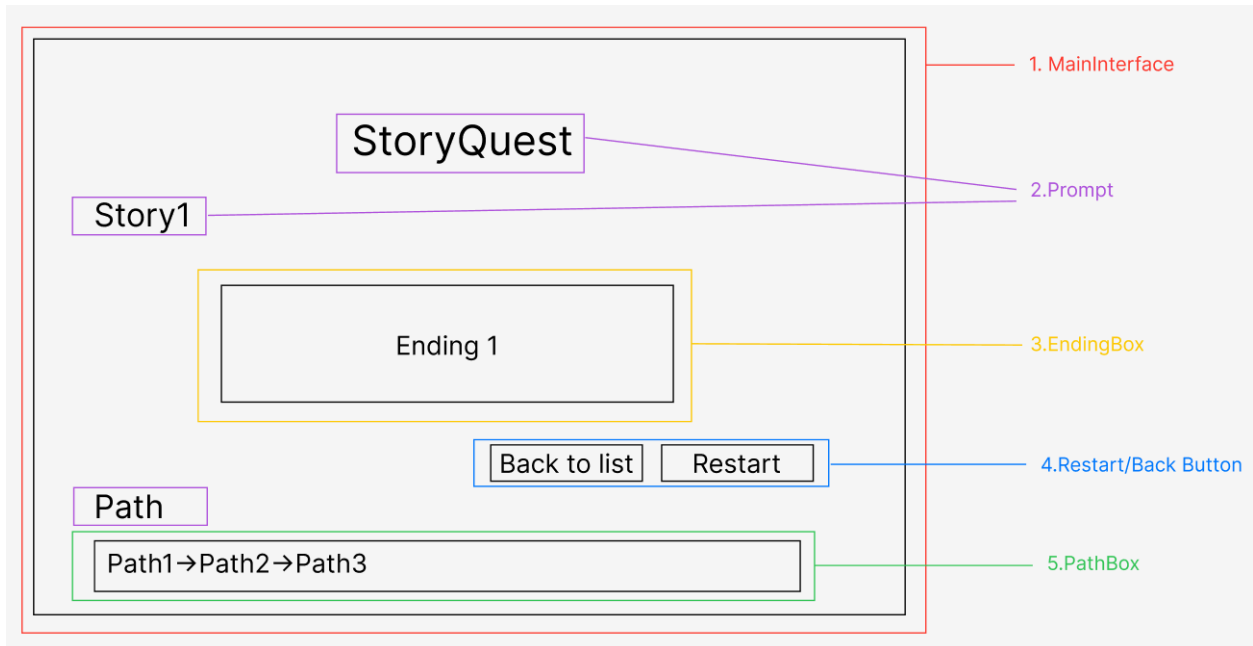 1. MainInterface
StoryQuest
2.Prompt
Story1
Ending 1
3.EndingBox
Back to list
Restart
4.Restart/Back Button
Path
Path1→Path2→Path3
5.PathBox